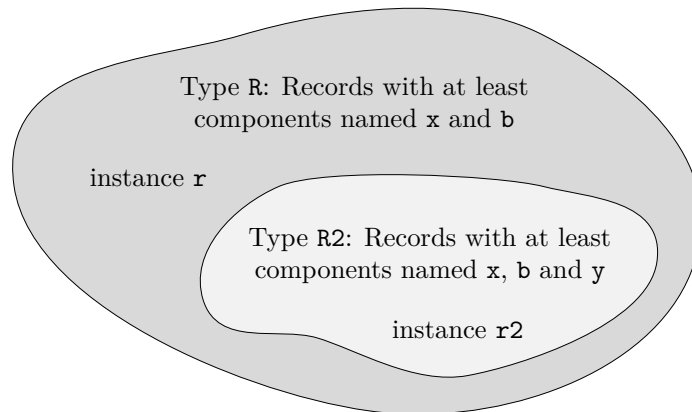 Type R: Records with at least
components named x and b
instance r
Type R2: Records with at least
components named x, b and y
instance r2